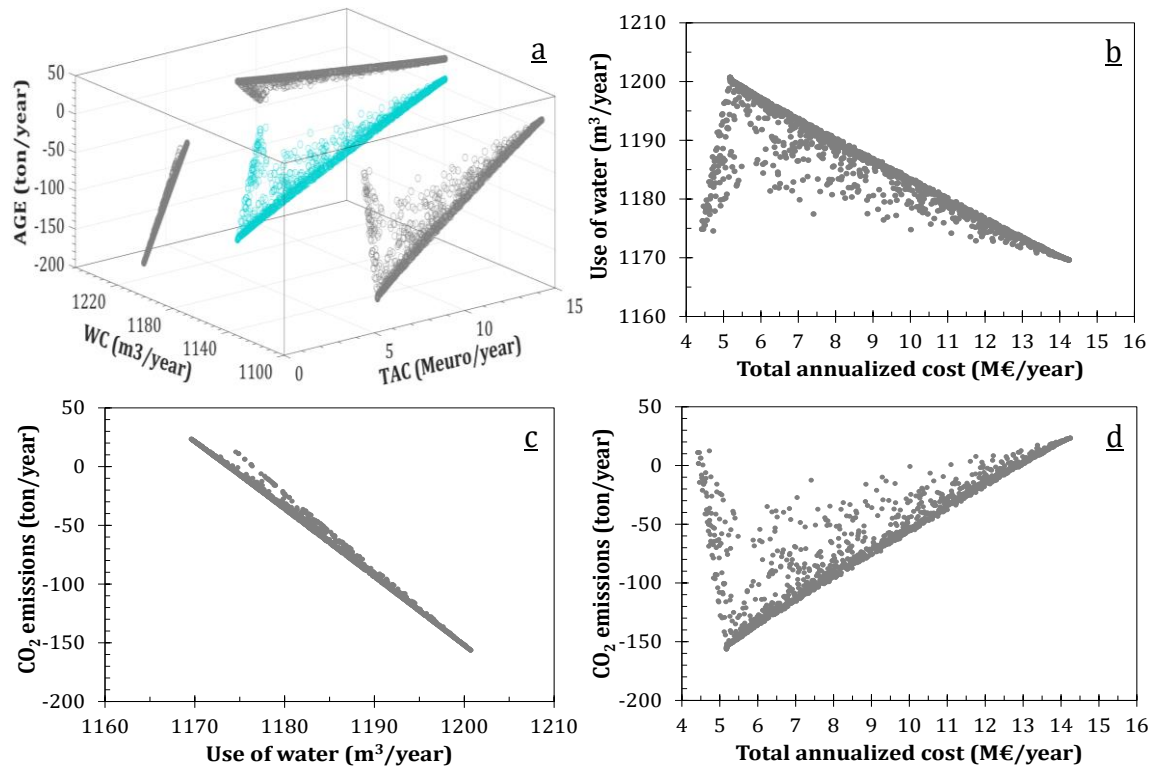 a
50
0
-50
-100
-150
-200
AGE (ton/year)
1220
1180
1140
1100
WC (m3/year)
0
5
10
15
TAC (Meuro/year)
b
1210
1200
1190
1180
1170
1160
Use of water (m³/year)
4 5 6 7 8 9 10 11 12 13 14 15 16
Total annualized cost (M€/year)
c
50
0
-50
-100
-150
-200
CO₂ emissions (ton/year)
1160 1170 1180 1190 1200 1210
Use of water (m³/year)
d
50
0
-50
-100
-150
-200
CO₂ emissions (ton/year)
4 5 6 7 8 9 10 11 12 13 14 15 16
Total annualized cost (M€/year)